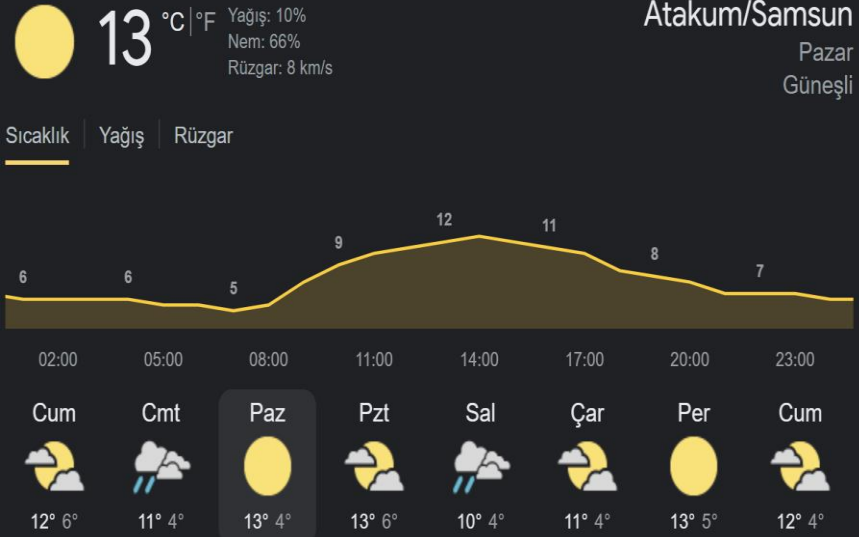 13 °C|°F
Yağış: 10%
Nem: 66%
Rüzgar: 8 km/s
Atakum/Samsun
Pazar
Güneşli
Sıcaklık | Yağış | Rüzgar
6 6 5 9 12 11 8 7
02:00 05:00 08:00 11:00 14:00 17:00 20:00 23:00
Cum Cmt Paz Pzt Sal Çar Per Cum
12° 6° 11° 4° 13° 4° 13° 6° 10° 4° 11° 4° 13° 5° 12° 4°